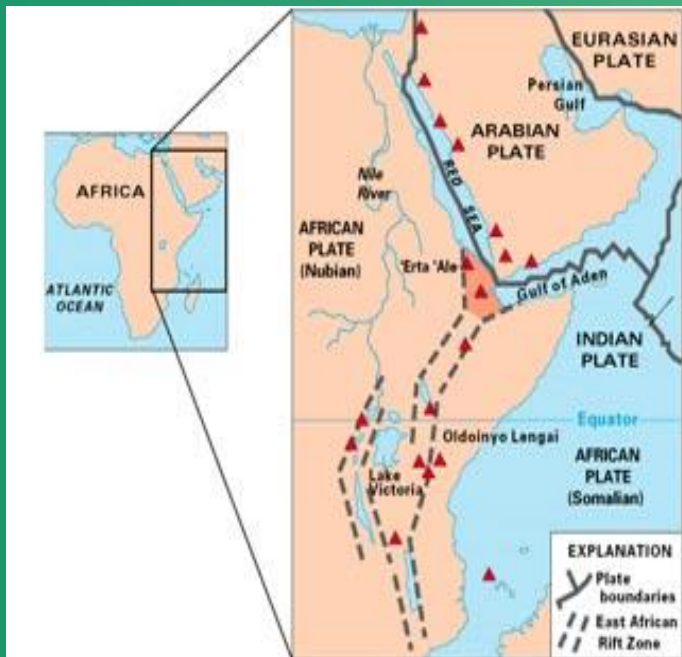 AFRICA
ATLANTIC
OCEAN
EURASIAN
PLATE
Persian
Gulf
ARABIAN
PLATE
RED
SEA
Nile
River
AFRICAN
PLATE
(Nubian)
'Erta 'Ale
Gulf of Aden
INDIAN
PLATE
Equator
Oldoinyo Lengai
Lake
Victoria
AFRICAN
PLATE
(Somalian)
EXPLANATION
Plate
boundaries
East African
Rift Zone